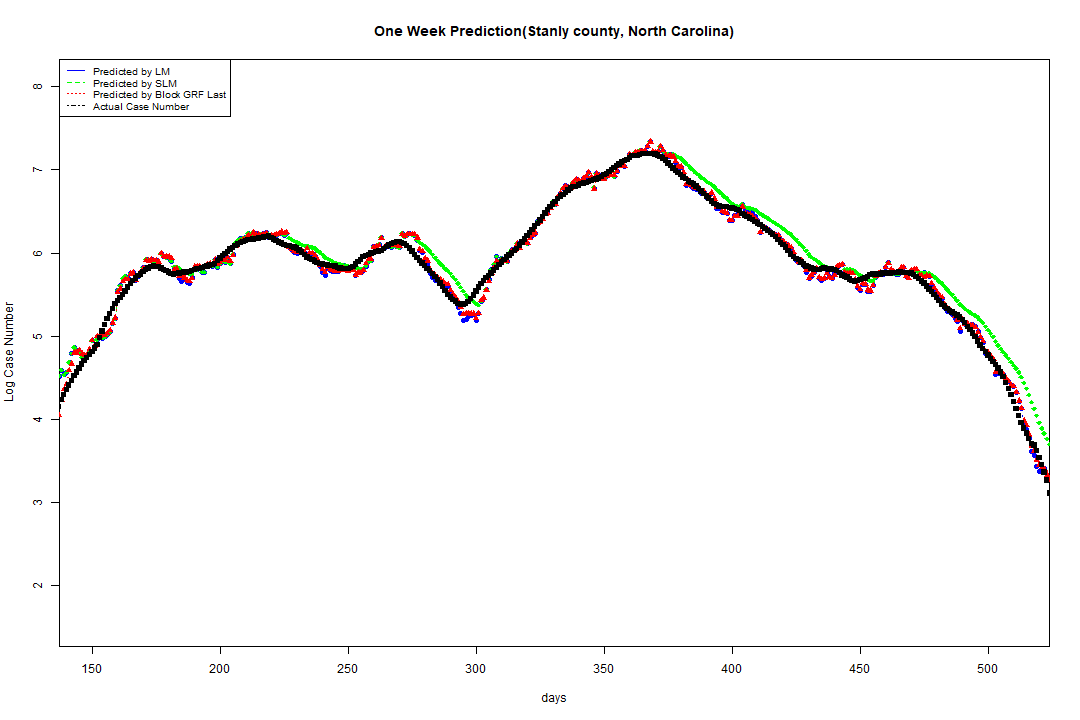 One Week Prediction(Stanly county, North Carolina)
Predicted by LM
Predicted by SLM
Predicted by Block GRF Last
Actual Case Number
8
7
6
5
4
3
2
Log Case Number
150 200 250 300 350 400 450 500
days